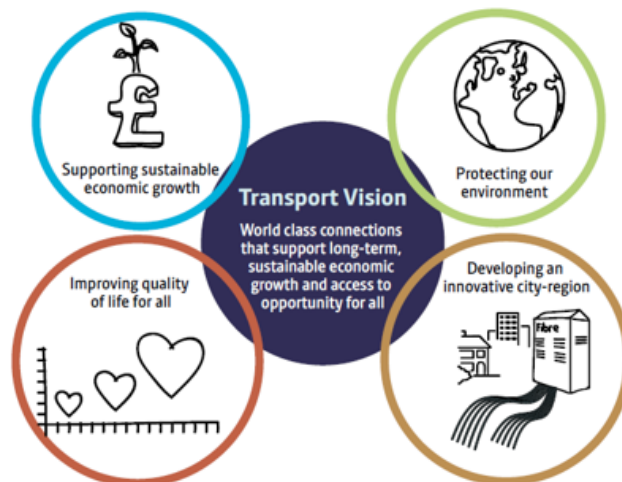 Supporting sustainable
economic growth
Protecting our
environment
Transport Vision
World class connections
that support long-term,
sustainable economic
growth and access to
opportunity for all
Improving quality
of life for all
Developing an
innovative city-region
Fibre
£